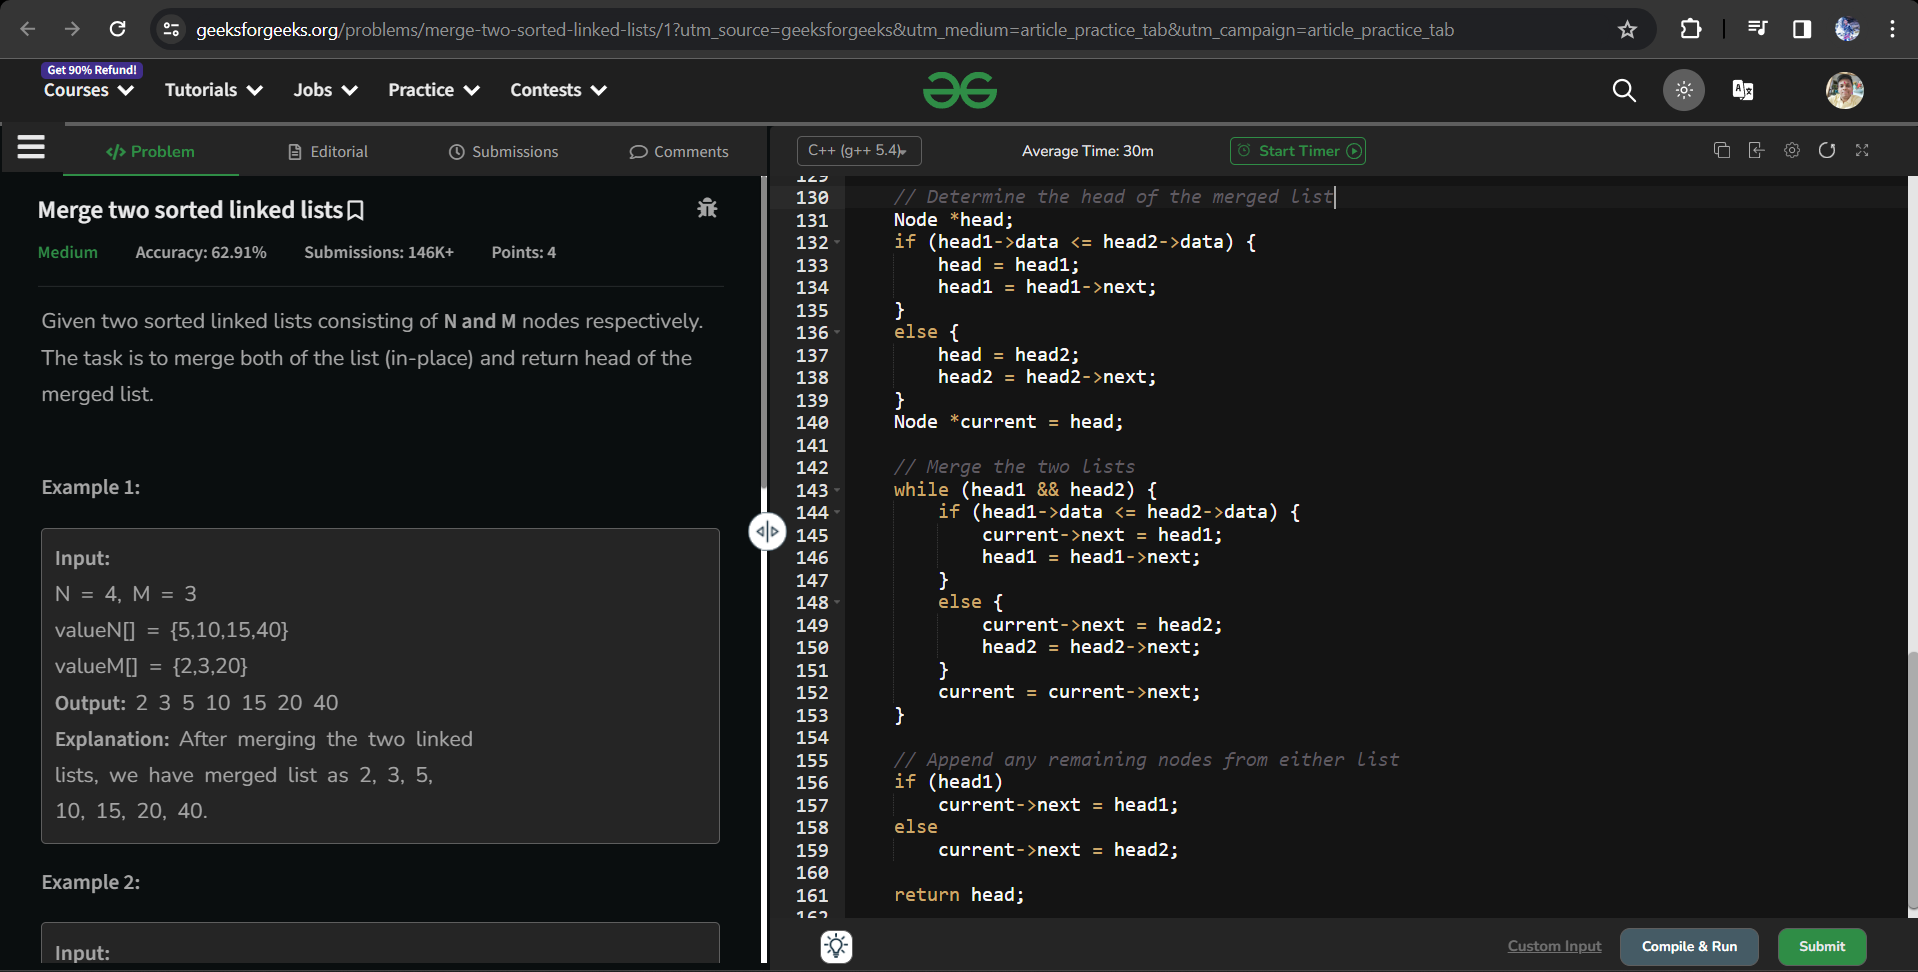 geeksforgeeks.org/problems/merge-two-sorted-linked-lists/1?utm_source=geeksforgeeks&utm_medium=article_practice_tab&utm_campaign=article_practice_tab
Get 90% Refund!
Courses Tutorials Jobs Practice Contests
</> Problem Editorial Submissions Comments
C++ (g++ 5.4) Average Time: 30m Start Timer
Merge two sorted linked lists
Medium Accuracy: 62.91% Submissions: 146K+ Points: 4
Given two sorted linked lists consisting of N and M nodes respectively.
The task is to merge both of the list (in-place) and return head of the
merged list.
Example 1:
Input:
N = 4, M = 3
valueN[] = {5,10,15,40}
valueM[] = {2,3,20}
Output: 2 3 5 10 15 20 40
Explanation: After merging the two linked
lists, we have merged list as 2, 3, 5,
10, 15, 20, 40.
Example 2:
Input:
129
130 // Determine the head of the merged list
131 Node *head;
132 if (head1->data <= head2->data) {
133 head = head1;
134 head1 = head1->next;
135 }
136 else {
137 head = head2;
138 head2 = head2->next;
139 }
140 Node *current = head;
141
142 // Merge the two lists
143 while (head1 && head2) {
144 if (head1->data <= head2->data) {
145 current->next = head1;
146 head1 = head1->next;
147 }
148 else {
149 current->next = head2;
150 head2 = head2->next;
151 }
152 current = current->next;
153 }
154
155 // Append any remaining nodes from either list
156 if (head1)
157 current->next = head1;
158 else
159 current->next = head2;
160
161 return head;
162
Custom Input Compile & Run Submit